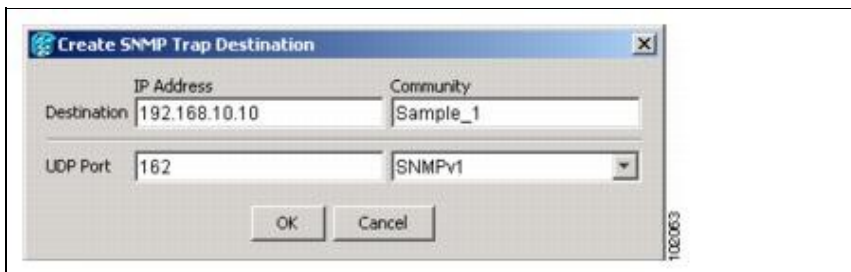 Create SNMP Trap Destination
IP Address Community
Destination 192.168.10.10 Sample_1
UDP Port 162 SNMPv1
OK Cancel
102063